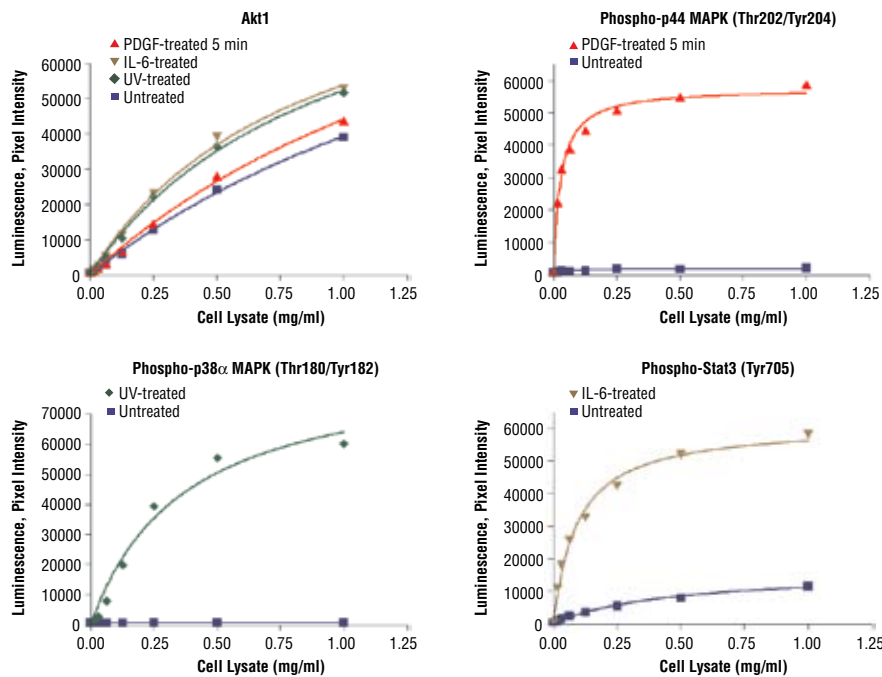 Akt1
PDGF-treated 5 min
IL-6-treated
UV-treated
Untreated
Luminescence, Pixel Intensity
60000
50000
40000
30000
20000
10000
0
0.00 0.25 0.50 0.75 1.00 1.25
Cell Lysate (mg/ml)
Phospho-p44 MAPK (Thr202/Tyr204)
PDGF-treated 5 min
Untreated
Luminescence, Pixel Intensity
60000
50000
40000
30000
20000
10000
0
0.00 0.25 0.50 0.75 1.00 1.25
Cell Lysate (mg/ml)
Phospho-p38α MAPK (Thr180/Tyr182)
UV-treated
Untreated
Luminescence, Pixel Intensity
70000
60000
50000
40000
30000
20000
10000
0
0.00 0.25 0.50 0.75 1.00 1.25
Cell Lysate (mg/ml)
Phospho-Stat3 (Tyr705)
IL-6-treated
Untreated
Luminescence, Pixel Intensity
60000
50000
40000
30000
20000
10000
0
0.00 0.25 0.50 0.75 1.00 1.25
Cell Lysate (mg/ml)